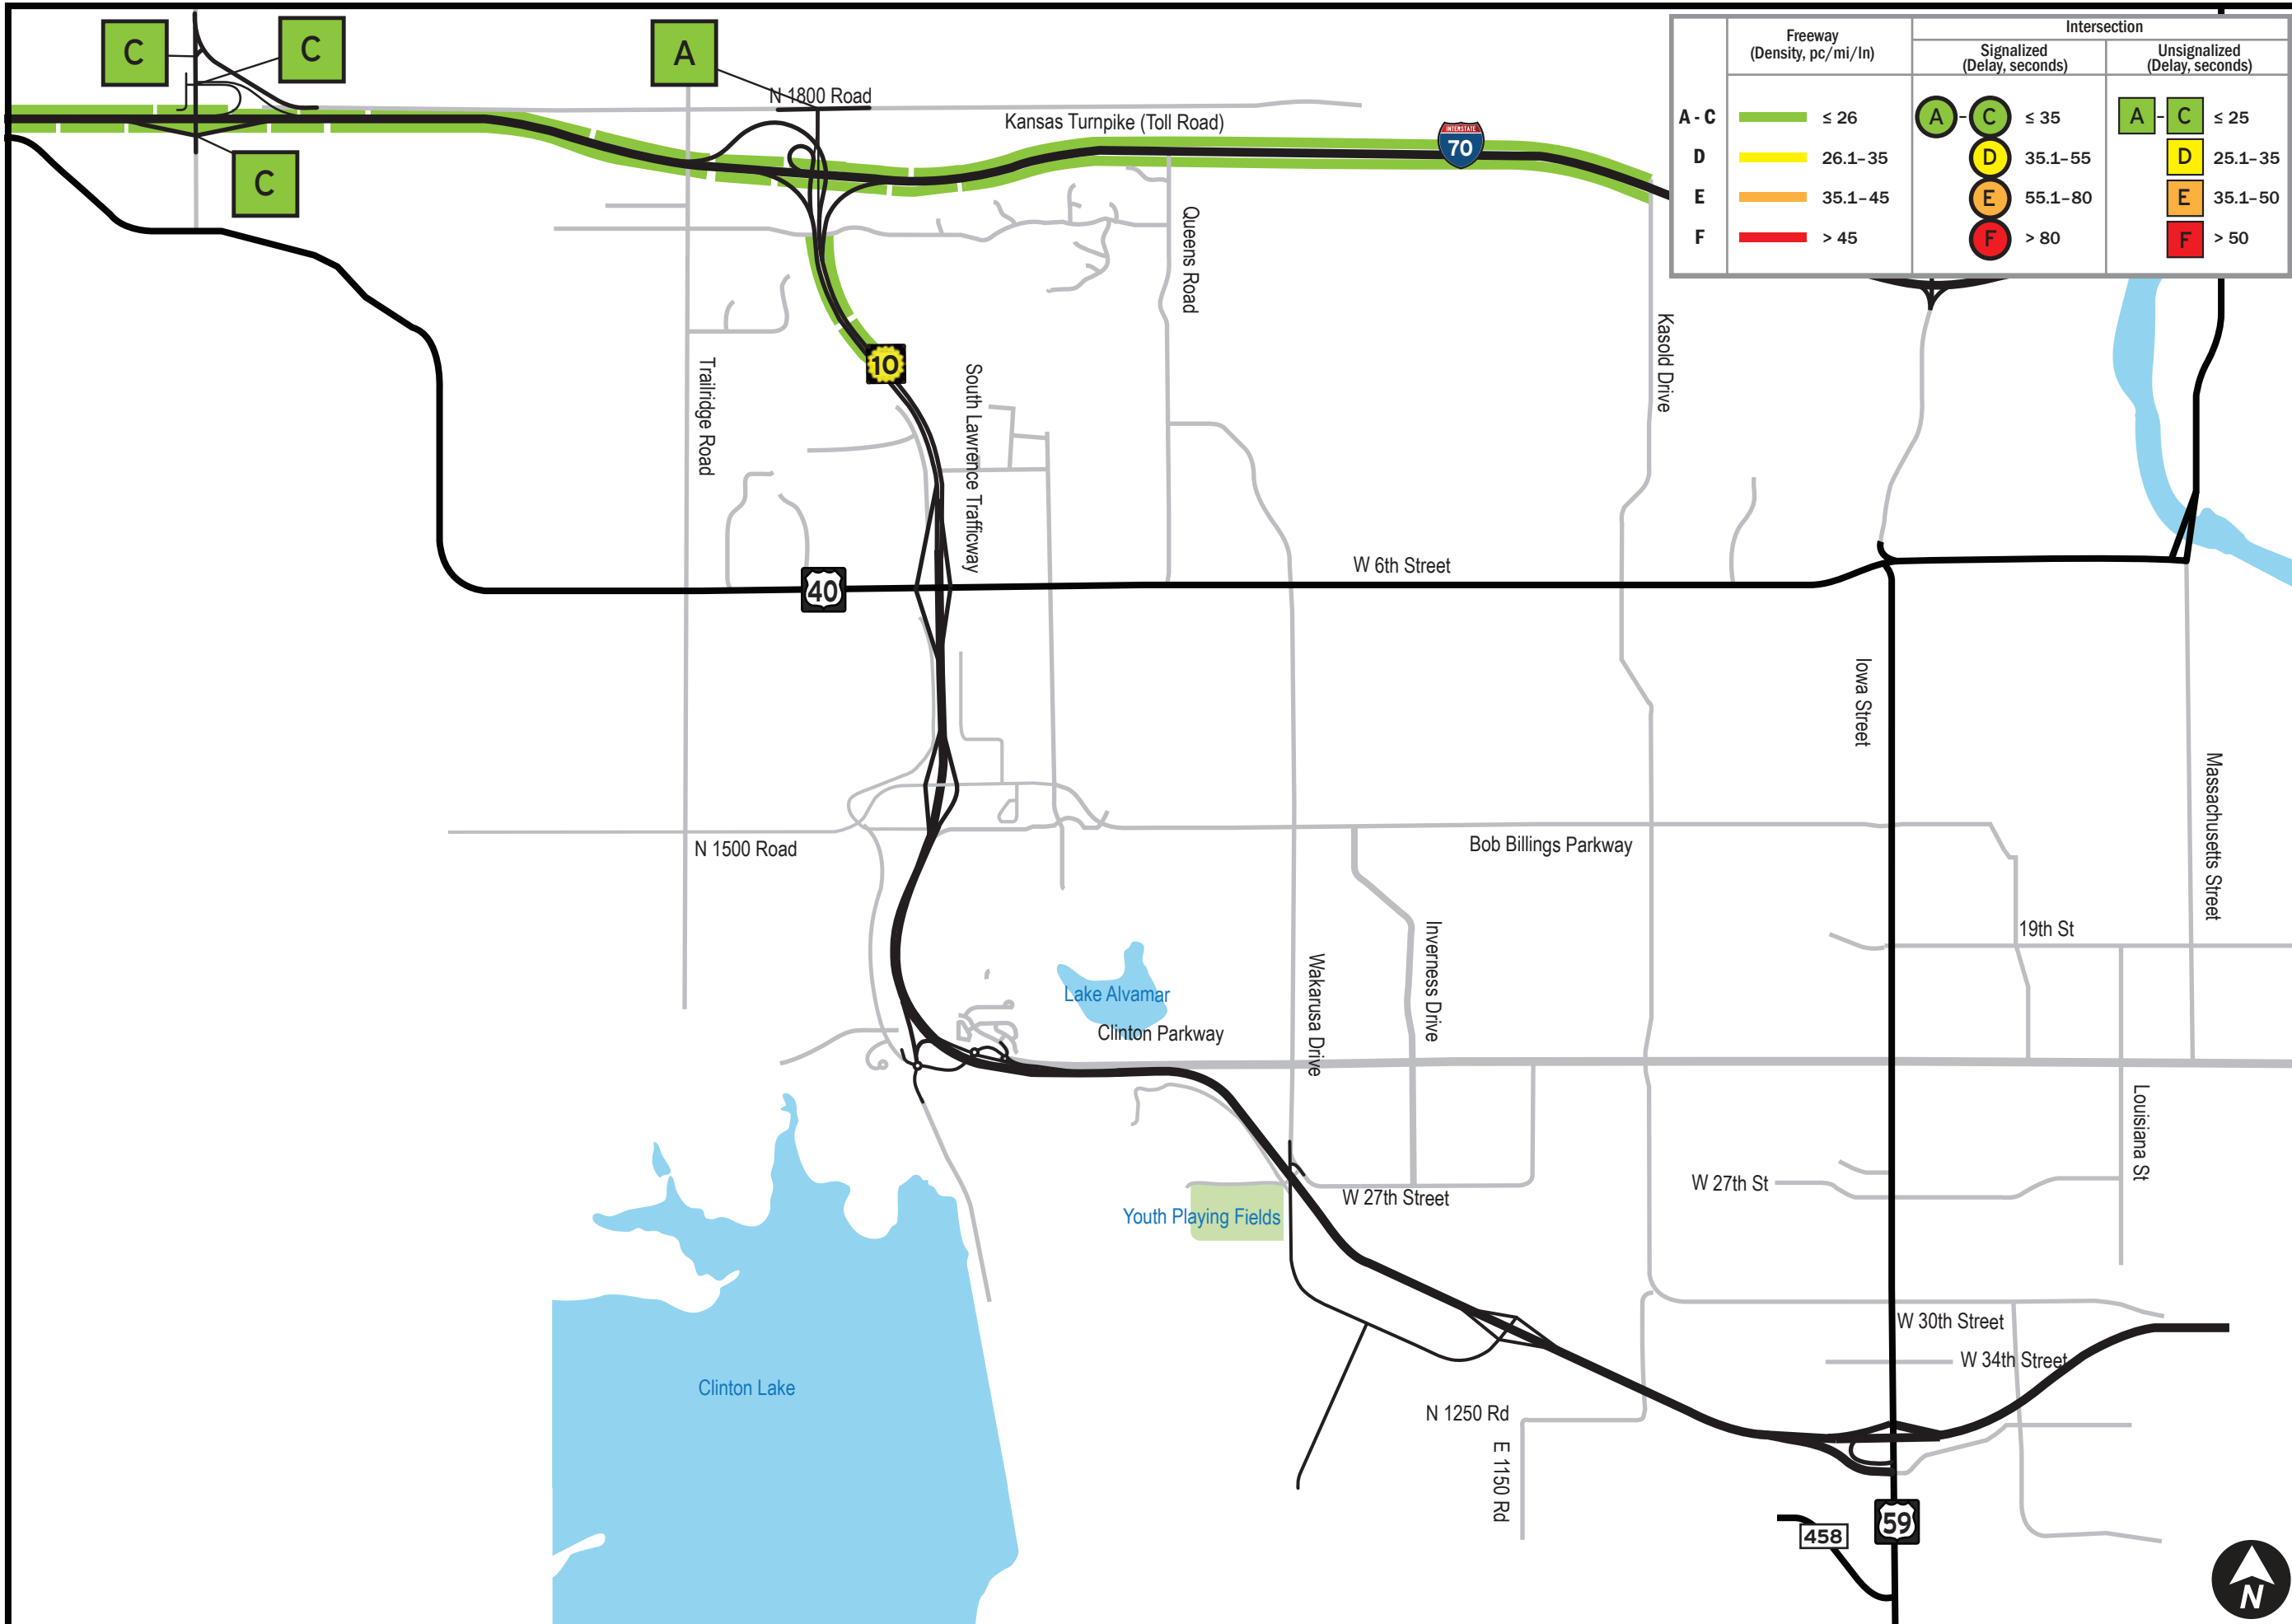 C
C
A
C
Freeway
(Density, pc/mi/ln)
Intersection
Signalized
(Delay, seconds)
Unsignalized
(Delay, seconds)
A - C
≤ 26
A - C
≤ 35
A - C
≤ 25
D
26.1–35
D
35.1–55
D
25.1–35
E
35.1–45
E
55.1–80
E
35.1–50
F
> 45
F
> 80
F
> 50
N 1800 Road
Kansas Turnpike (Toll Road)
INTERSTATE
70
Queens Road
Kasold Drive
10
Trailridge Road
South Lawrence Trafficway
W 6th Street
40
Iowa Street
Massachusetts Street
N 1500 Road
Bob Billings Parkway
19th St
Inverness Drive
Wakarusa Drive
Lake Alvamar
Clinton Parkway
Louisiana St
W 27th St
W 27th Street
Youth Playing Fields
W 30th Street
W 34th Street
Clinton Lake
N 1250 Rd
E 1150 Rd
59
458
N